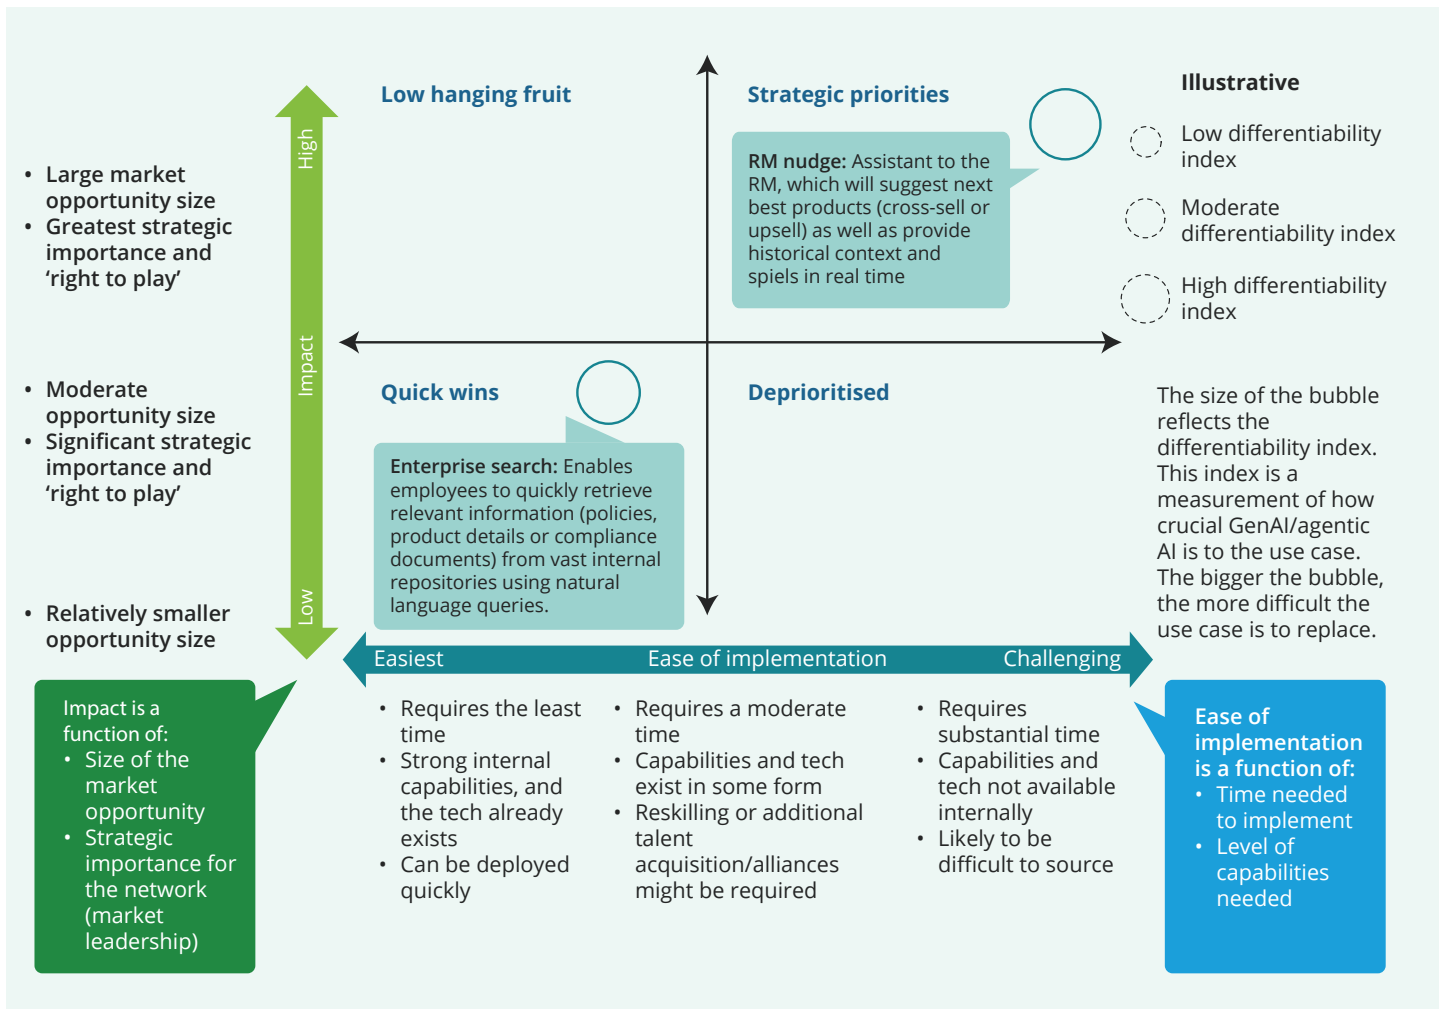 Low hanging fruit
Strategic priorities
Illustrative
Low differentiability
index
Moderate
differentiability index
High differentiability
index
High
Impact
Low
• Large market
opportunity size
• Greatest strategic
importance and
‘right to play’
RM nudge: Assistant to the
RM, which will suggest next
best products (cross-sell or
upsell) as well as provide
historical context and
spiels in real time
• Moderate
opportunity size
• Significant strategic
importance and
‘right to play’
Quick wins
Deprioritised
Enterprise search: Enables
employees to quickly retrieve
relevant information (policies,
product details or compliance
documents) from vast internal
repositories using natural
language queries.
The size of the bubble
reflects the
differentiability index.
This index is a
measurement of how
crucial GenAI/agentic
AI is to the use case.
The bigger the bubble,
the more difficult the
use case is to replace.
• Relatively smaller
opportunity size
Easiest
Ease of implementation
Challenging
Impact is a
function of:
• Size of the
market
opportunity
• Strategic
importance for
the network
(market
leadership)
• Requires the least
time
• Strong internal
capabilities, and
the tech already
exists
• Can be deployed
quickly
• Requires a moderate
time
• Capabilities and tech
exist in some form
• Reskilling or additional
talent
acquisition/alliances
might be required
• Requires
substantial time
• Capabilities and
tech not available
internally
• Likely to be
difficult to source
Ease of
implementation
is a function of:
• Time needed
to implement
• Level of
capabilities
needed